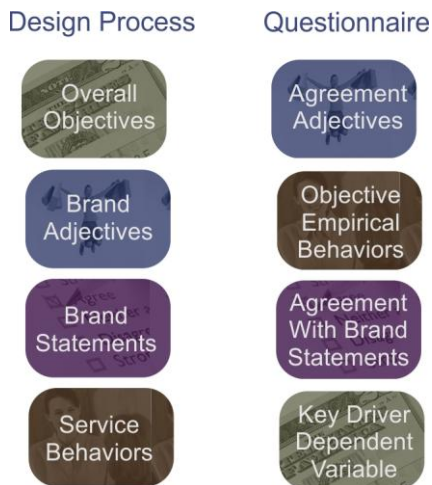 Design Process
Questionnaire
Overall
Objectives
Agreement
Adjectives
Brand
Adjectives
Objective
Empirical
Behaviors
Brand
Statements
Agreement
With Brand
Statements
Service
Behaviors
Key Driver
Dependent
Variable